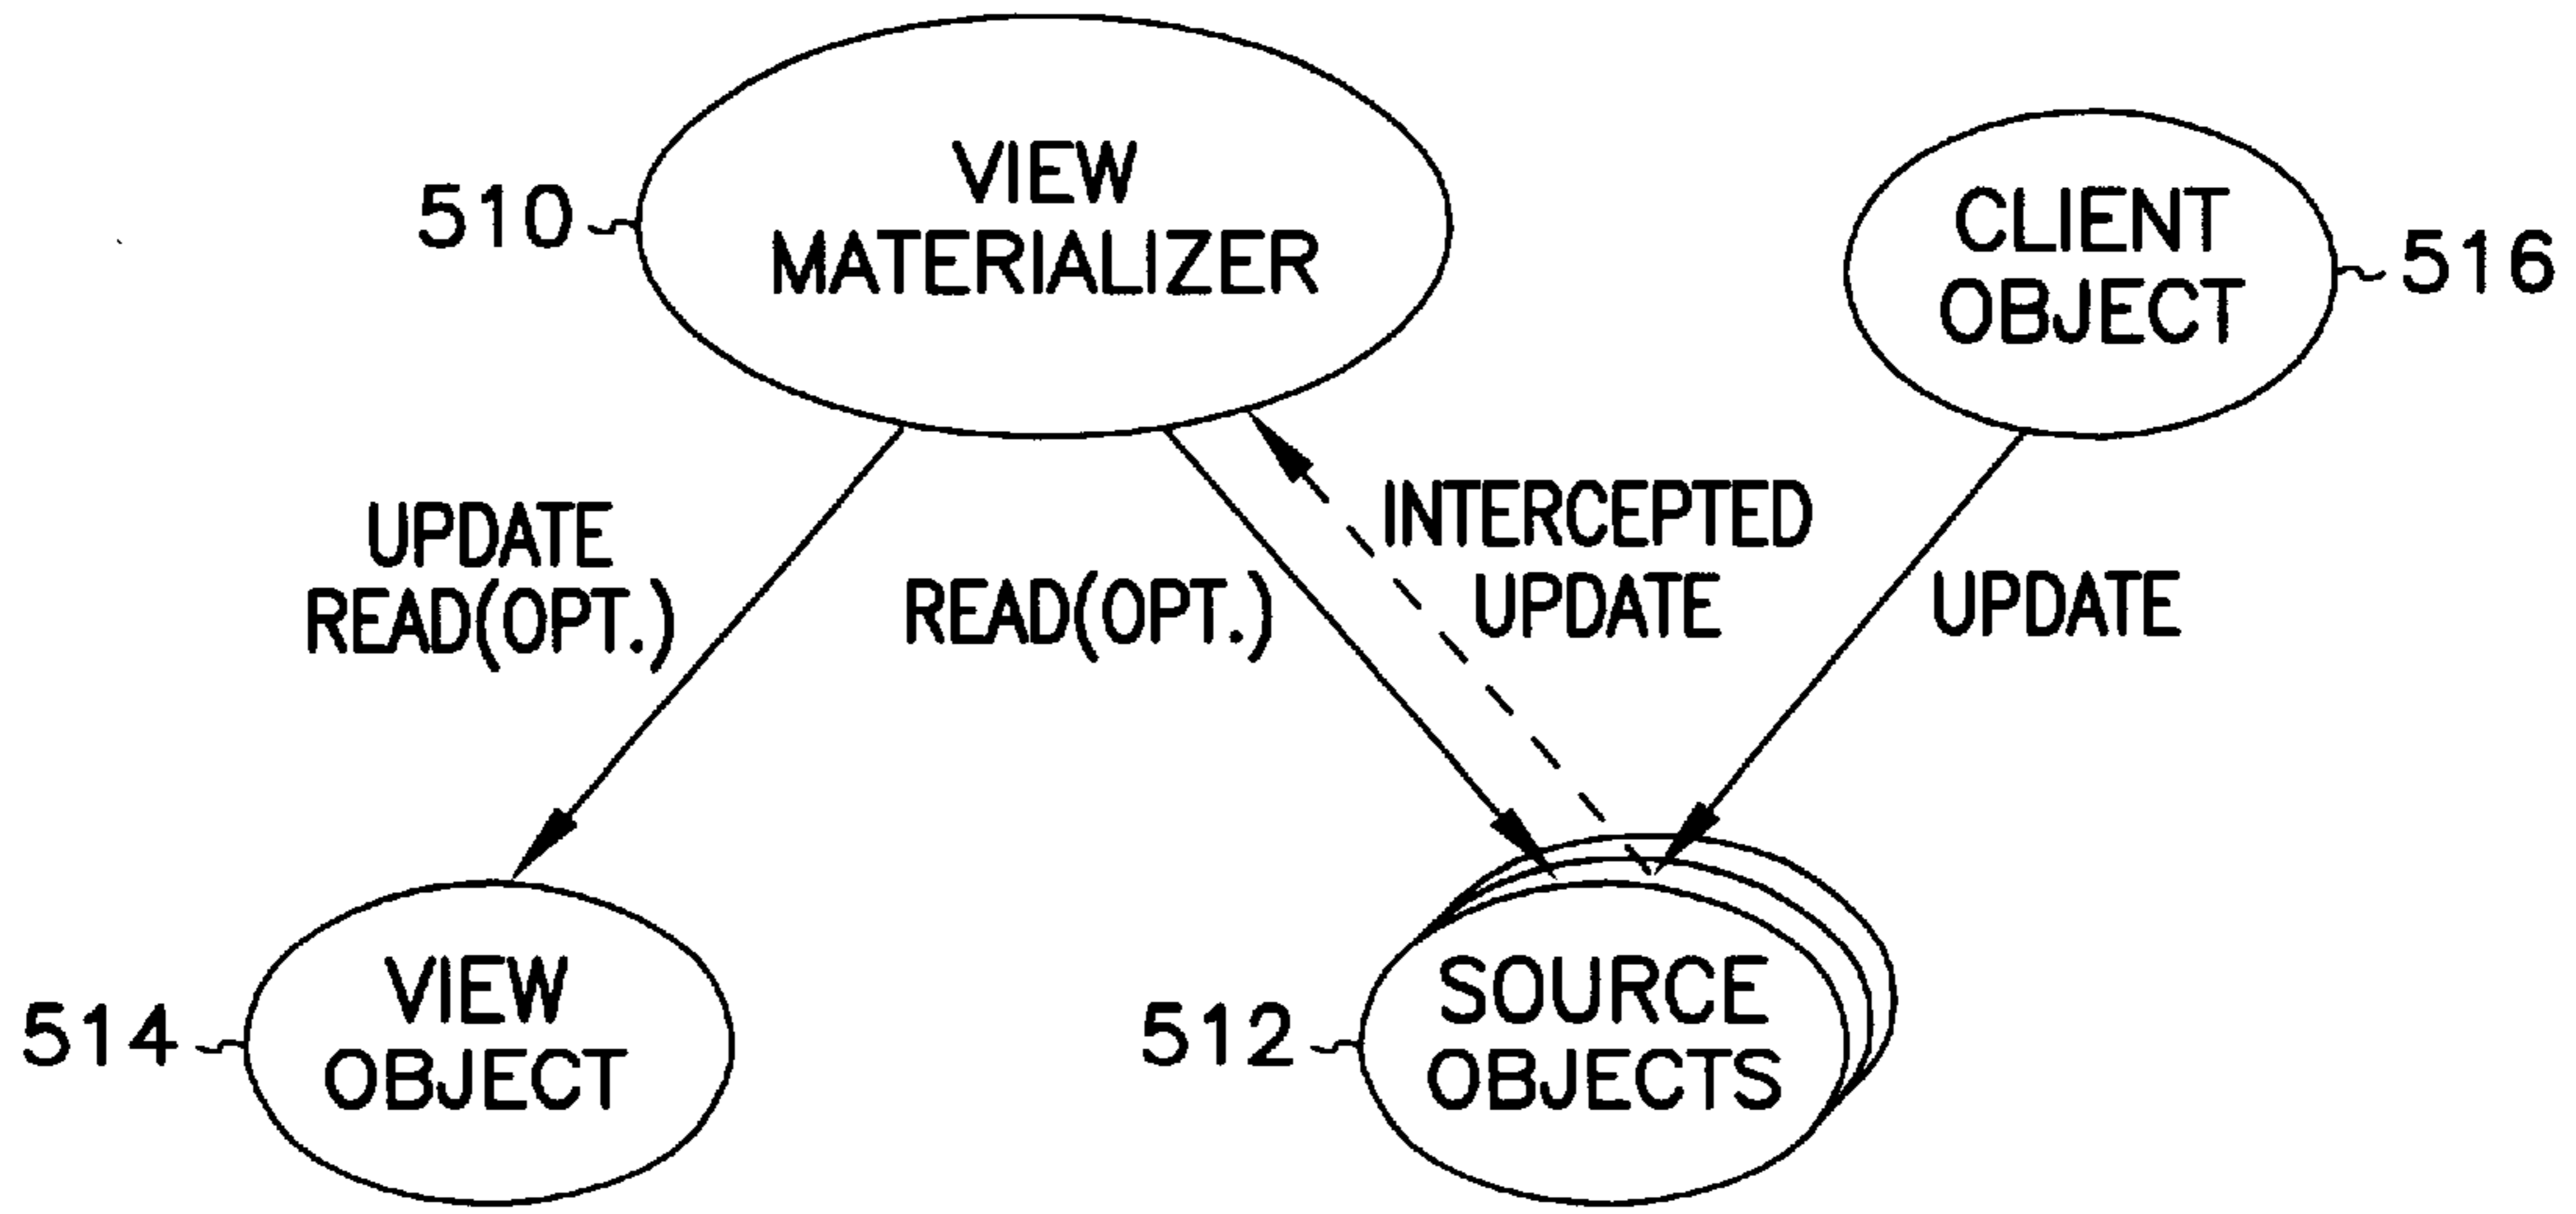 VIEW
MATERIALIZER
510
CLIENT
OBJECT
516
UPDATE
READ(OPT.)
READ(OPT.)
INTERCEPTED
UPDATE
UPDATE
VIEW
OBJECT
514
SOURCE
OBJECTS
512